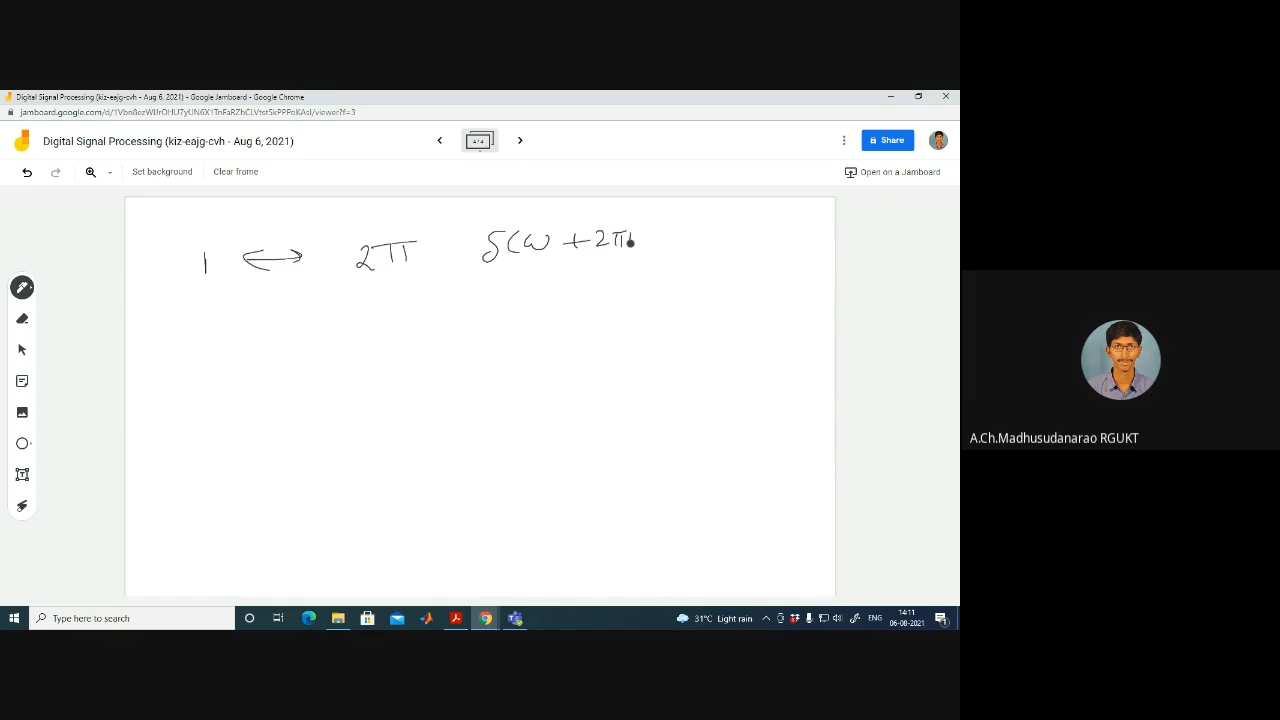 Digital Signal Processing (kiz-eajg-cvh - Aug 6, 2021) - Google Jamboard - Google Chrome
Digital Signal Processing (kiz-eajg-cvh - Aug 6, 2021)
4 / 4
Share
Set background
Clear frame
Open on a Jamboard
1 ⟷ 2π δ(ω + 2π
A.Ch.Madhusudanarao RGUKT
Type here to search
31°C Light rain
ENG
14:11
06-08-2021